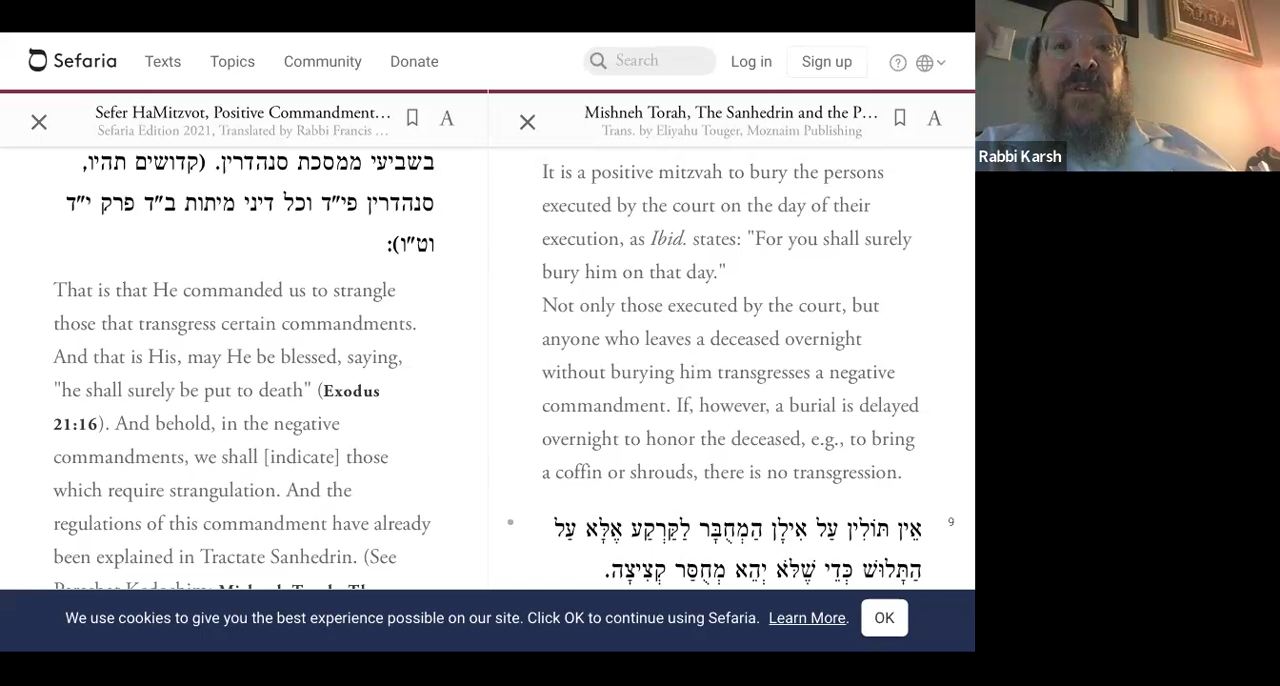 Sefaria
Texts
Topics
Community
Donate
Search
Log in
Sign up
Sefer HaMitzvot, Positive Commandment...
Sefaria Edition 2021, Translated by Rabbi Francis ...
A
בשביעי ממסכת סנהדרין. (קדושים תהיו,
סנהדרין פי"ד וכל דיני מיתות ב"ד פרק י"ד
וט"ו):
That is that He commanded us to strangle
those that transgress certain commandments.
And that is His, may He be blessed, saying,
"he shall surely be put to death" (Exodus
21:16). And behold, in the negative
commandments, we shall [indicate] those
which require strangulation. And the
regulations of this commandment have already
been explained in Tractate Sanhedrin. (See
Mishneh Torah, The Sanhedrin and the P...
Trans. by Eliyahu Touger, Moznaim Publishing
A
It is a positive mitzvah to bury the persons
executed by the court on the day of their
execution, as Ibid. states: "For you shall surely
bury him on that day."
Not only those executed by the court, but
anyone who leaves a deceased overnight
without burying him transgresses a negative
commandment. If, however, a burial is delayed
overnight to honor the deceased, e.g., to bring
a coffin or shrouds, there is no transgression.
9
אֵין תּוֹלִין עַל אִילָן הַמְחֻבָּר לַקַּרְקַע אֶלָּא עַל
הַתָּלוּשׁ כְּדֵי שֶׁלֹּא יְהֵא מְחֻסַּר קְצִיצָה.
We use cookies to give you the best experience possible on our site. Click OK to continue using Sefaria. Learn More.
OK
Rabbi Karsh